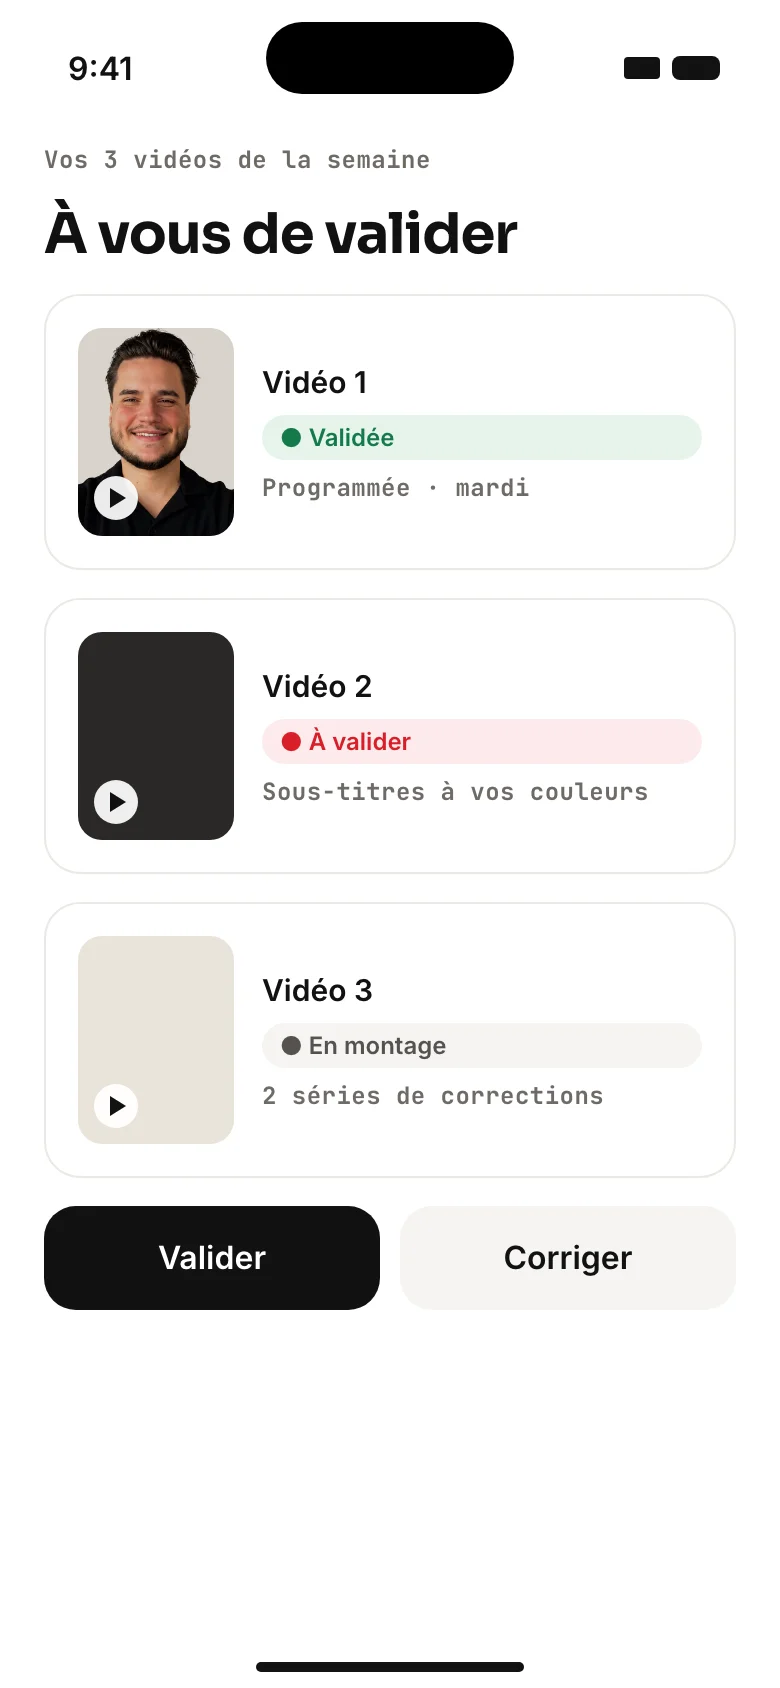 9:41
Vos 3 vidéos de la semaine
À vous de valider
Vidéo 1
Validée
Programmée · mardi
Vidéo 2
À valider
Sous-titres à vos couleurs
Vidéo 3
En montage
2 séries de corrections
Valider
Corriger